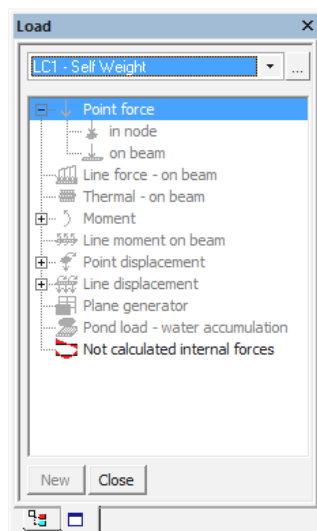 Load
LC1 - Self Weight
...
Point force
in node
on beam
Line force - on beam
Thermal - on beam
Moment
Line moment on beam
Point displacement
Line displacement
Plane generator
Pond load - water accumulation
Not calculated internal forces
New Close